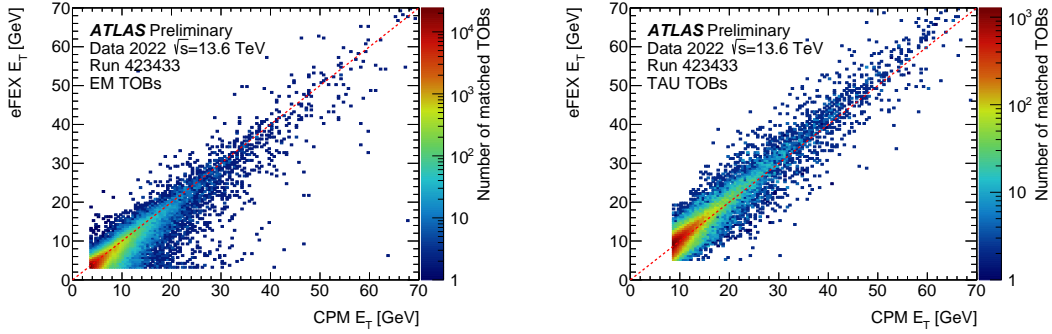 eFEX E_T [GeV]
70
60
50
40
30
20
10
0
ATLAS Preliminary
Data 2022 √s=13.6 TeV
Run 423433
EM TOBs
0 10 20 30 40 50 60 70
CPM E_T [GeV]
10^4
10^3
10^2
10
1
Number of matched TOBs
eFEX E_T [GeV]
70
60
50
40
30
20
10
0
ATLAS Preliminary
Data 2022 √s=13.6 TeV
Run 423433
TAU TOBs
0 10 20 30 40 50 60 70
CPM E_T [GeV]
10^3
10^2
10
1
Number of matched TOBs